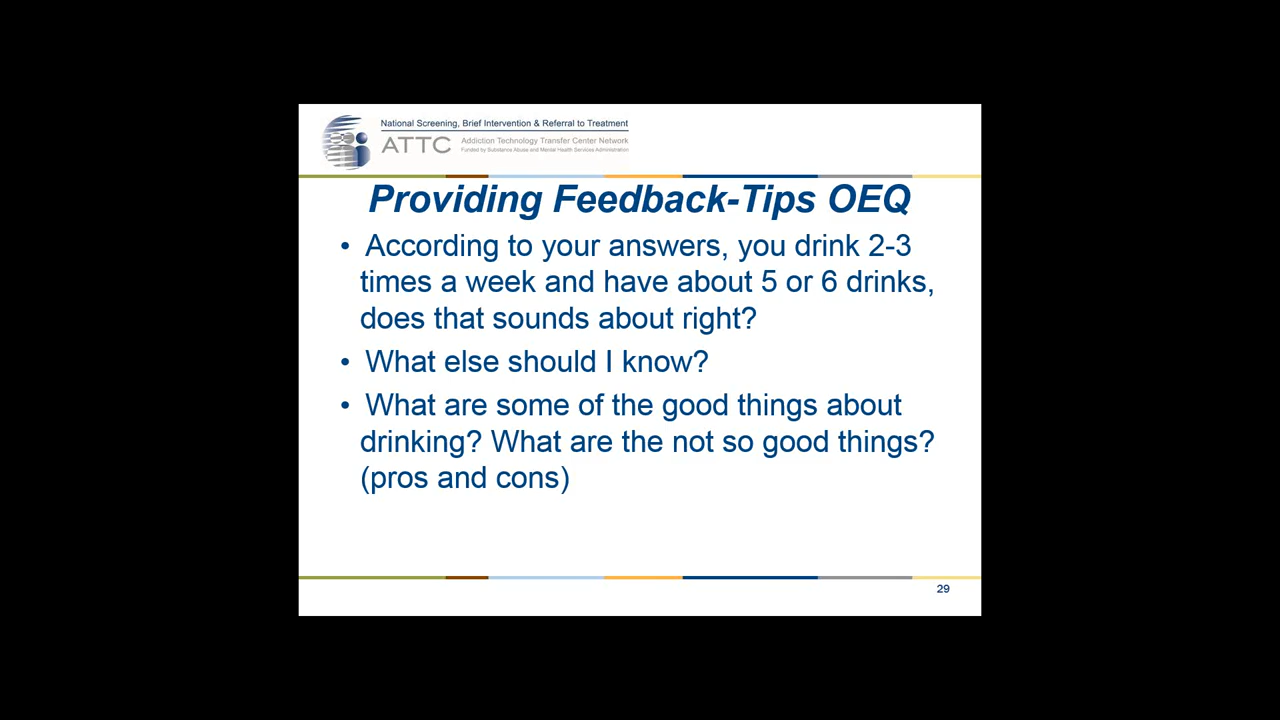 National Screening, Brief Intervention & Referral to Treatment
ATTC
Addiction Technology Transfer Center Network
Funded by Substance Abuse and Mental Health Services Administration
Providing Feedback-Tips OEQ
• According to your answers, you drink 2-3
times a week and have about 5 or 6 drinks,
does that sounds about right?
• What else should I know?
• What are some of the good things about
drinking? What are the not so good things?
(pros and cons)
29